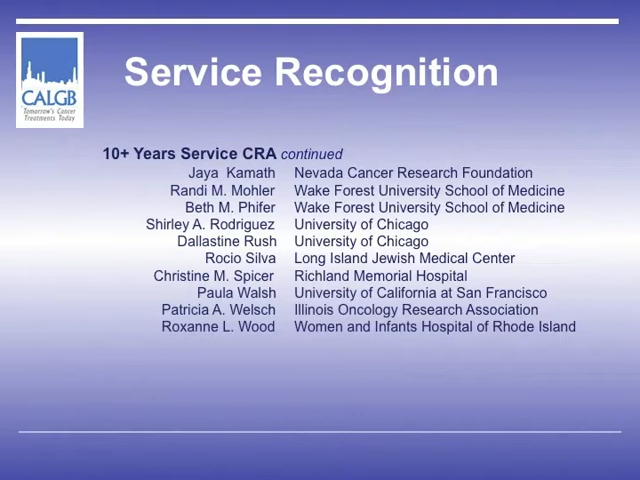 Service Recognition
CALGB
Tomorrow's Cancer
Treatments Today
10+ Years Service CRA continued
Jaya Kamath Nevada Cancer Research Foundation
Randi M. Mohler Wake Forest University School of Medicine
Beth M. Phifer Wake Forest University School of Medicine
Shirley A. Rodriguez University of Chicago
Dallastine Rush University of Chicago
Rocio Silva Long Island Jewish Medical Center
Christine M. Spicer Richland Memorial Hospital
Paula Walsh University of California at San Francisco
Patricia A. Welsch Illinois Oncology Research Association
Roxanne L. Wood Women and Infants Hospital of Rhode Island